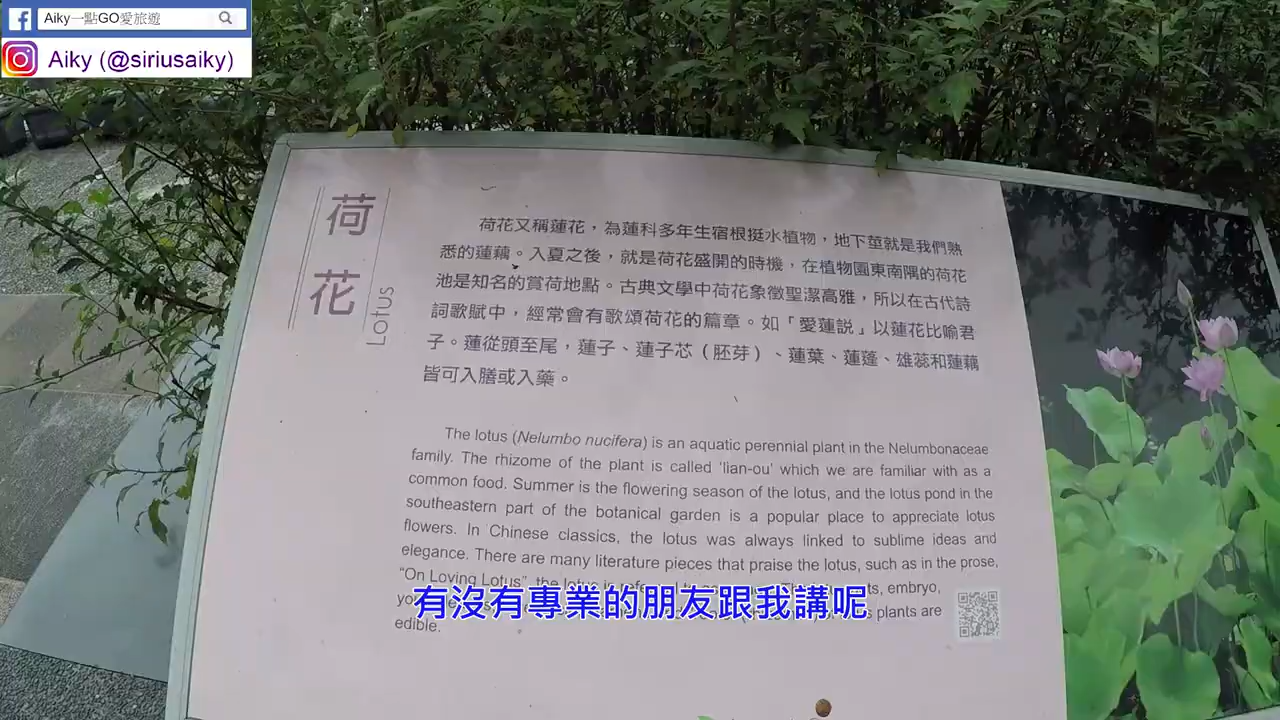 Aiky一點GO愛旅遊
Aiky (@siriusaiky)
荷花
LOTUS
荷花又稱蓮花，為蓮科多年生宿根挺水植物，地下莖就是我們熟
悉的蓮藕。入夏之後，就是荷花盛開的時機，在植物園東南隅的荷花
池是知名的賞荷地點。古典文學中荷花象徵聖潔高雅，所以在古代詩
詞歌賦中，經常會有歌頌荷花的篇章。如「愛蓮説」以蓮花比喻君
子。蓮從頭至尾，蓮子、蓮子芯（胚芽）、蓮葉、蓮蓬、雄蕊和蓮藕
皆可入膳或入藥。
The lotus (Nelumbo nucifera) is an aquatic perennial plant in the Nelumbonaceae
family. The rhizome of the plant is called 'lian-ou' which we are familiar with as a
common food. Summer is the flowering season of the lotus, and the lotus pond in the
southeastern part of the botanical garden is a popular place to appreciate lotus
flowers. In Chinese classics, the lotus was always linked to sublime ideas and
elegance. There are many literature pieces that praise the lotus, such as in the prose,
"On Loving Lotus", the lotus is embryo,
plants are
edible.
有沒有專業的朋友跟我講呢